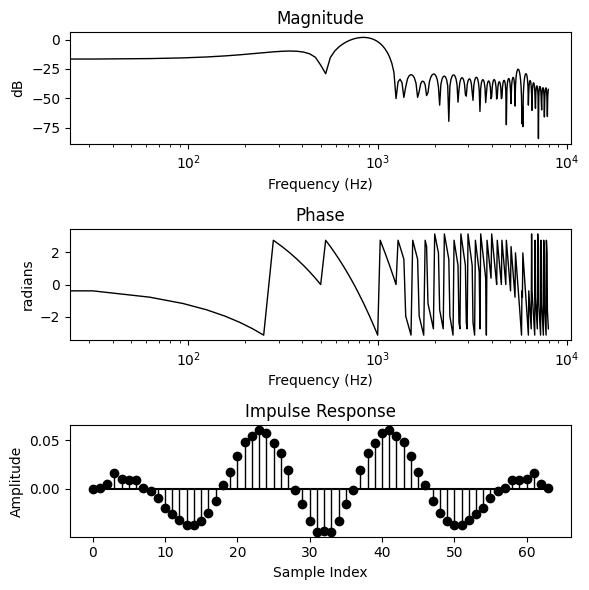 Magnitude
0
−25
−50
−75
dB
10²
10³
10⁴
Frequency (Hz)
Phase
2
0
−2
radians
10²
10³
10⁴
Frequency (Hz)
Impulse Response
0.05
0.00
Amplitude
0 10 20 30 40 50 60
Sample Index